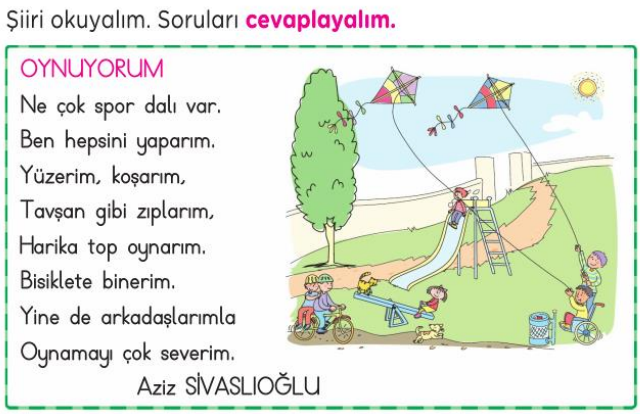 Şiiri okuyalım. Soruları cevaplayalım.
OYNUYORUM
Ne çok spor dalı var.
Ben hepsini yaparım.
Yüzerim, koşarım,
Tavşan gibi zıplarım,
Harika top oynarım.
Bisiklete binerim.
Yine de arkadaşlarımla
Oynamayı çok severim.
Aziz SİVASLIOĞLU